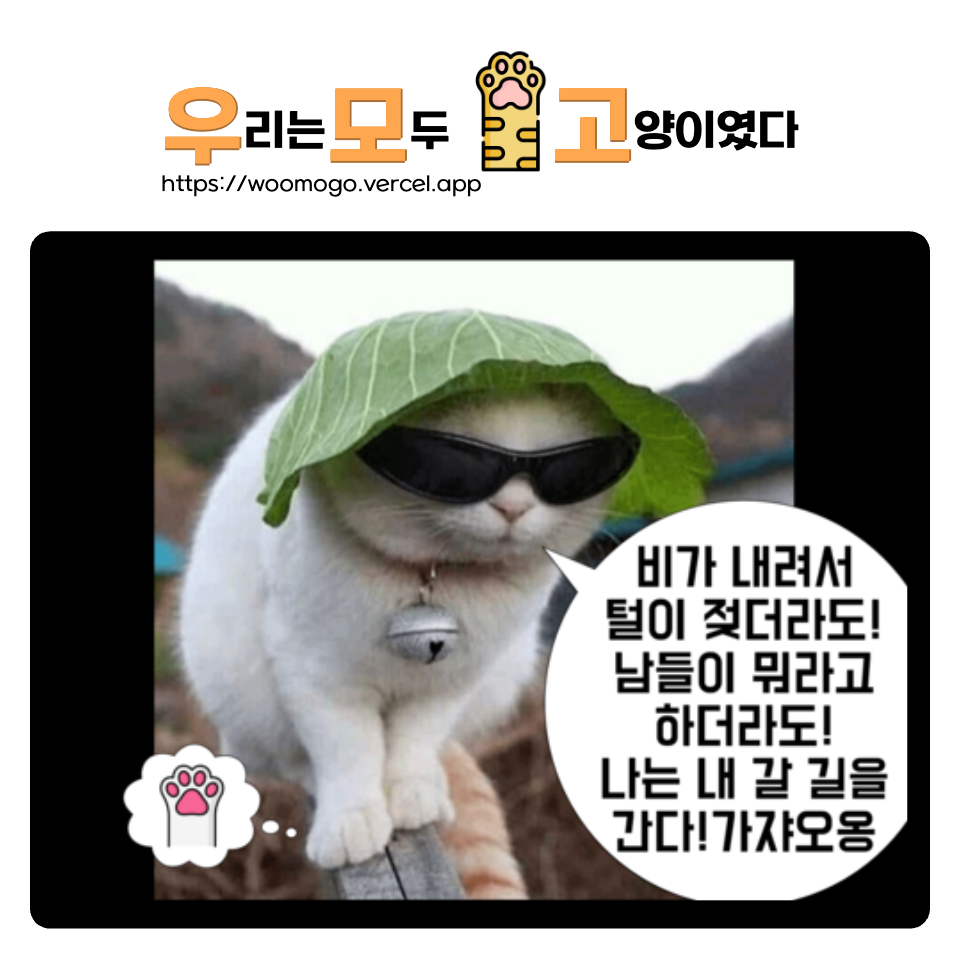 우리는 모두 고양이였다
https://woomogo.vercel.app
비가 내려서
털이 젖더라도!
남들이 뭐라고
하더라도!
나는 내 갈 길을
간다!가쟈오옹